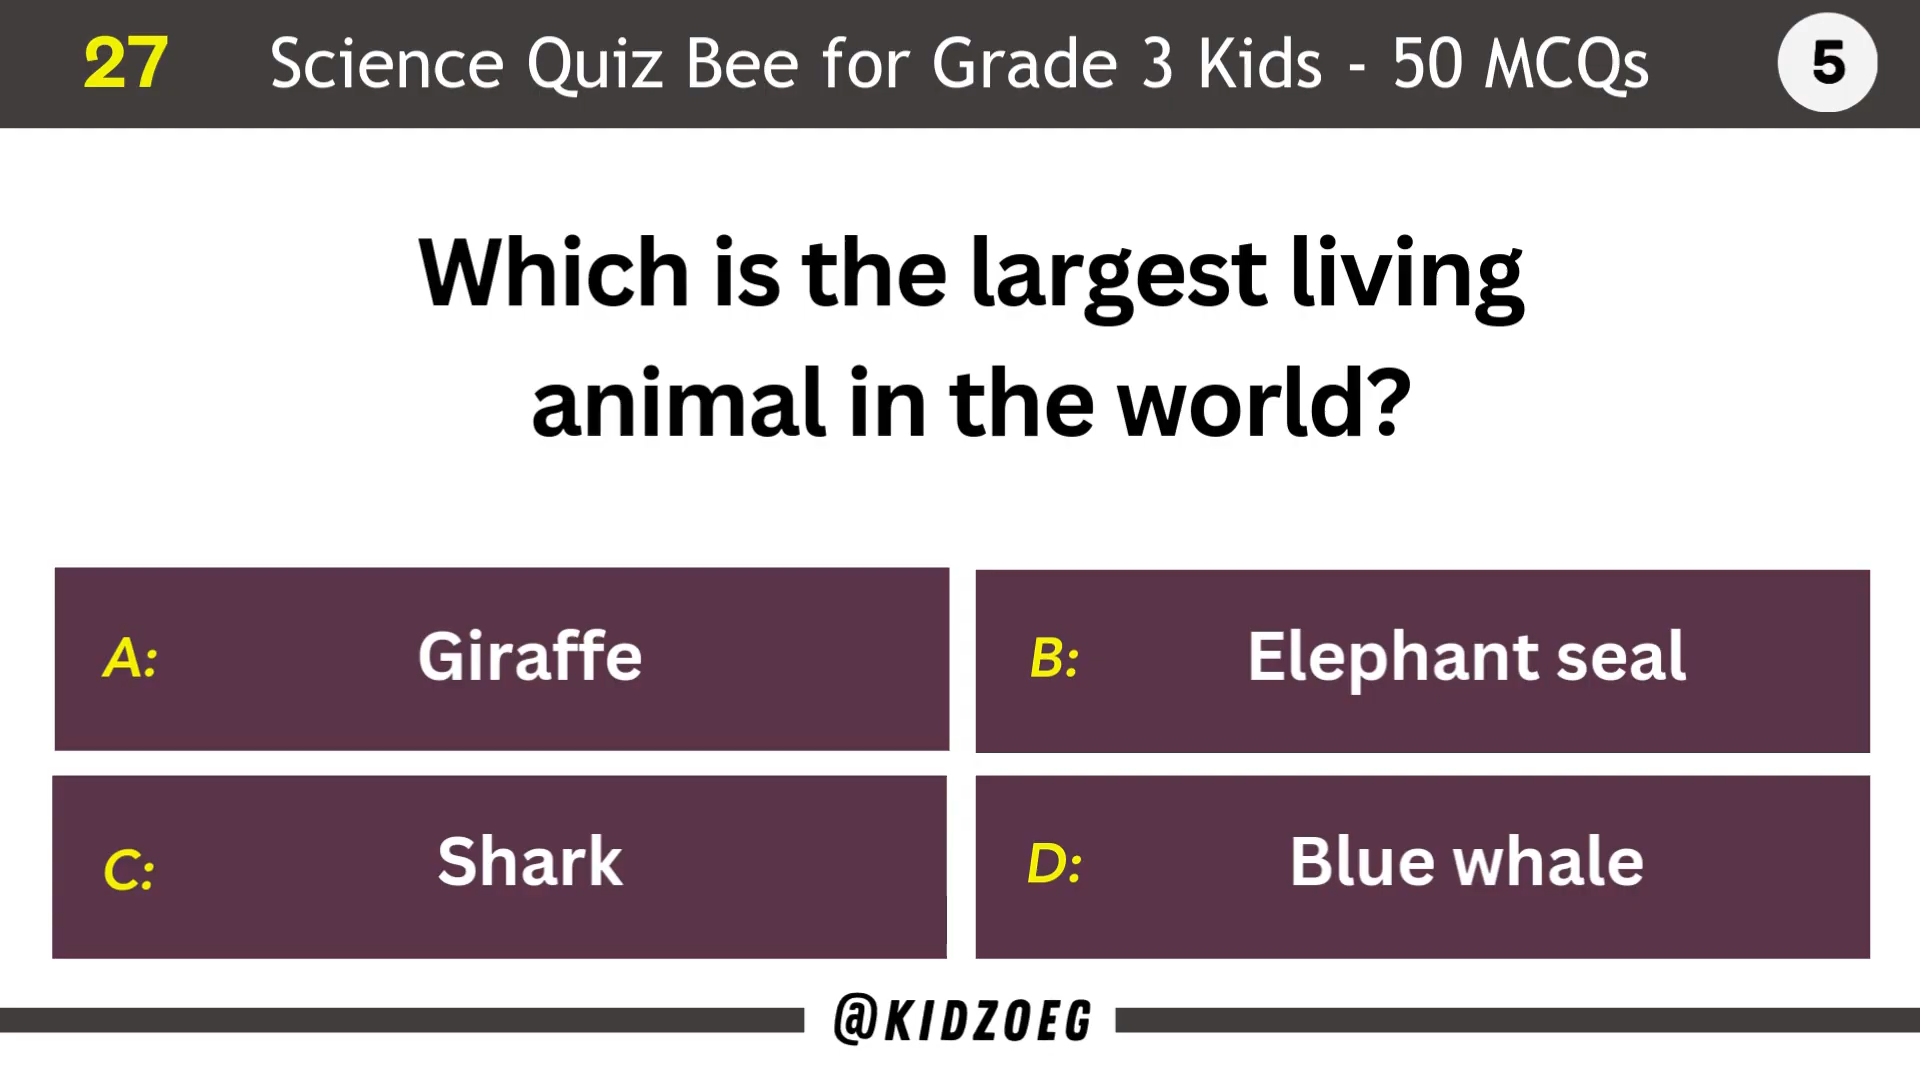 27 Science Quiz Bee for Grade 3 Kids - 50 MCQs 5
Which is the largest living
animal in the world?
A: Giraffe
B: Elephant seal
C: Shark
D: Blue whale
@KIDZOEG